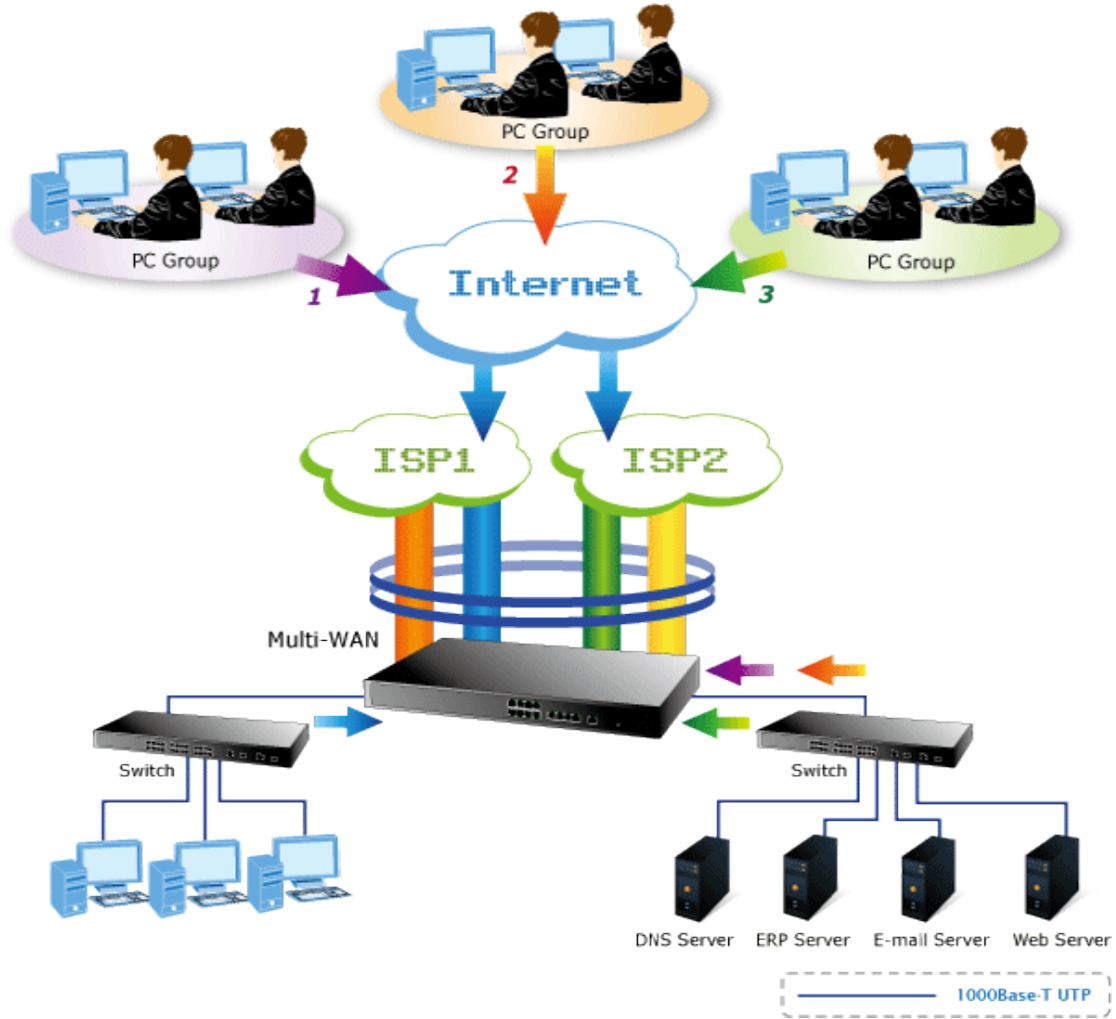 PC Group
2
PC Group
PC Group
1
Internet
3
ISP1
ISP2
Multi-WAN
Switch
Switch
DNS Server
ERP Server
E-mail Server
Web Server
1000Base-T UTP